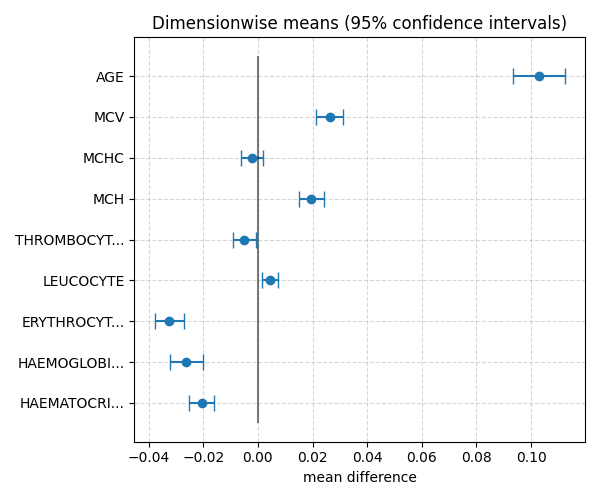 Dimensionwise means (95% confidence intervals)
AGE
MCV
MCHC
MCH
THROMBOCYT...
LEUCOCYTE
ERYTHROCYT...
HAEMOGLOBI...
HAEMATOCRI...
−0.04 −0.02 0.00 0.02 0.04 0.06 0.08 0.10
mean difference